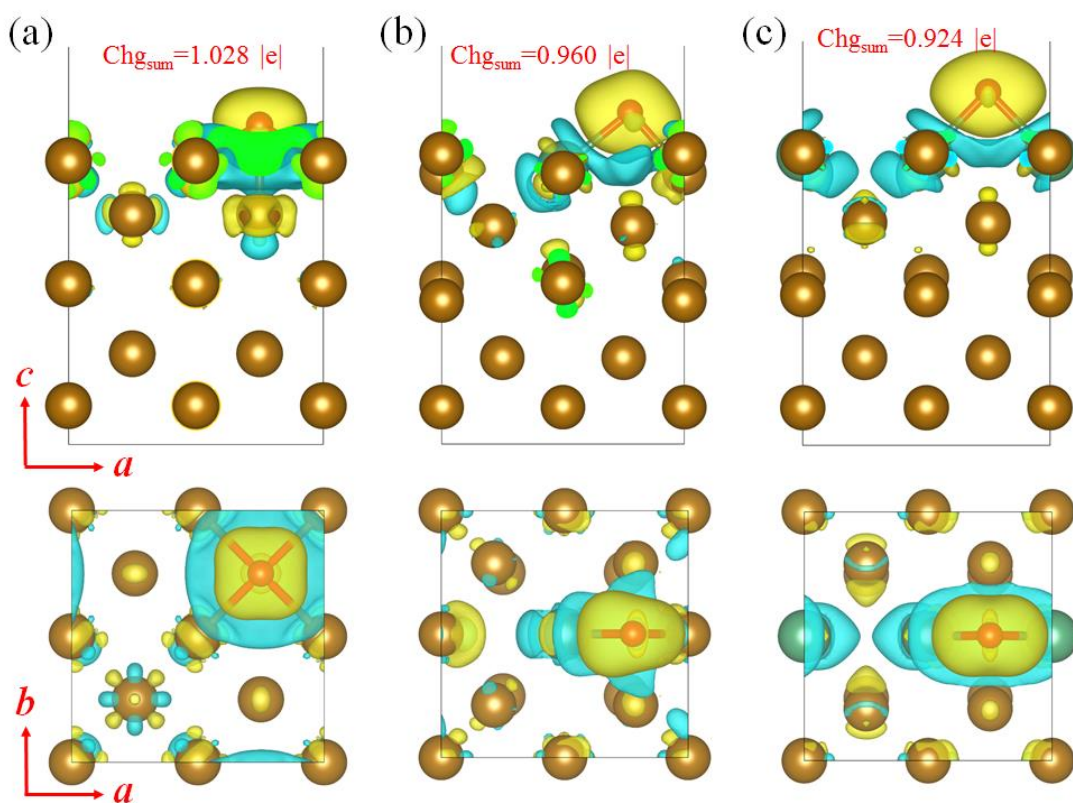 (a)
Chgsum=1.028 |e|
(b)
Chgsum=0.960 |e|
(c)
Chgsum=0.924 |e|
c
a
b
a